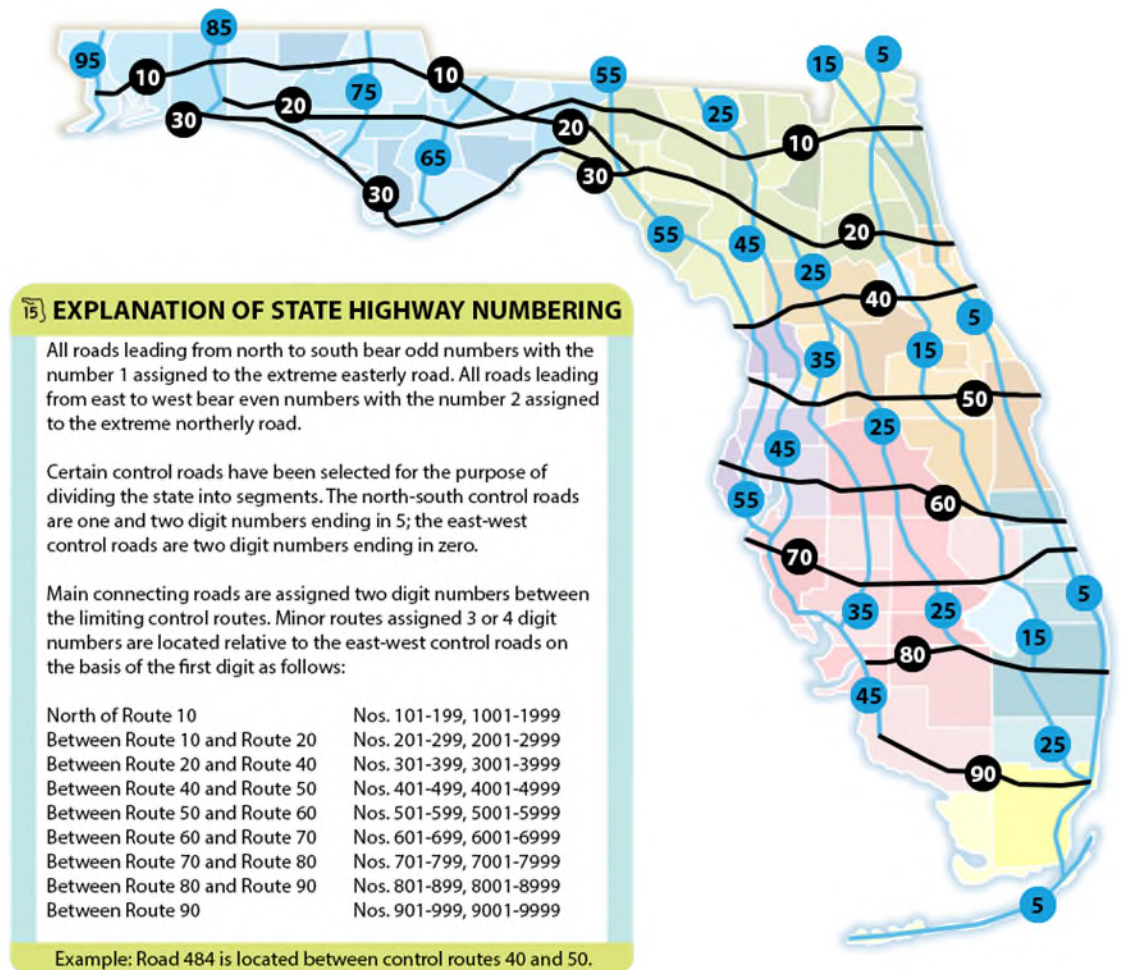 85
5
95
15
10
10
55
75
20
25
30
20
10
65
30
30
20
55
45
25
40
5
15
35
50
25
45
60
55
70
5
35
25
15
80
45
25
90
5
15 EXPLANATION OF STATE HIGHWAY NUMBERING
All roads leading from north to south bear odd numbers with the
number 1 assigned to the extreme easterly road. All roads leading
from east to west bear even numbers with the number 2 assigned
to the extreme northerly road.
Certain control roads have been selected for the purpose of
dividing the state into segments. The north-south control roads
are one and two digit numbers ending in 5; the east-west
control roads are two digit numbers ending in zero.
Main connecting roads are assigned two digit numbers between
the limiting control routes. Minor routes assigned 3 or 4 digit
numbers are located relative to the east-west control roads on
the basis of the first digit as follows:
North of Route 10 Nos. 101-199, 1001-1999
Between Route 10 and Route 20 Nos. 201-299, 2001-2999
Between Route 20 and Route 40 Nos. 301-399, 3001-3999
Between Route 40 and Route 50 Nos. 401-499, 4001-4999
Between Route 50 and Route 60 Nos. 501-599, 5001-5999
Between Route 60 and Route 70 Nos. 601-699, 6001-6999
Between Route 70 and Route 80 Nos. 701-799, 7001-7999
Between Route 80 and Route 90 Nos. 801-899, 8001-8999
Between Route 90 Nos. 901-999, 9001-9999
Example: Road 484 is located between control routes 40 and 50.